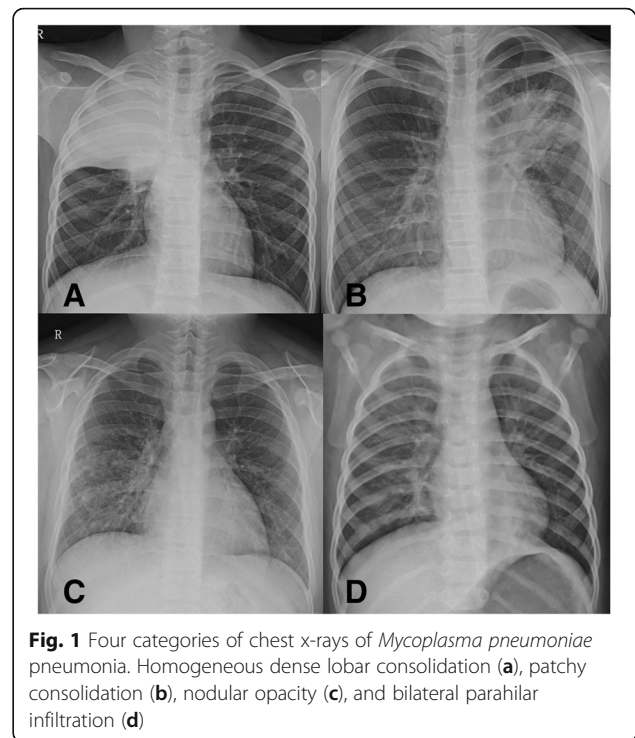 R
A
B
R
C
D
Fig. 1 Four categories of chest x-rays of Mycoplasma pneumoniae
pneumonia. Homogeneous dense lobar consolidation (a), patchy
consolidation (b), nodular opacity (c), and bilateral parahilar
infiltration (d)